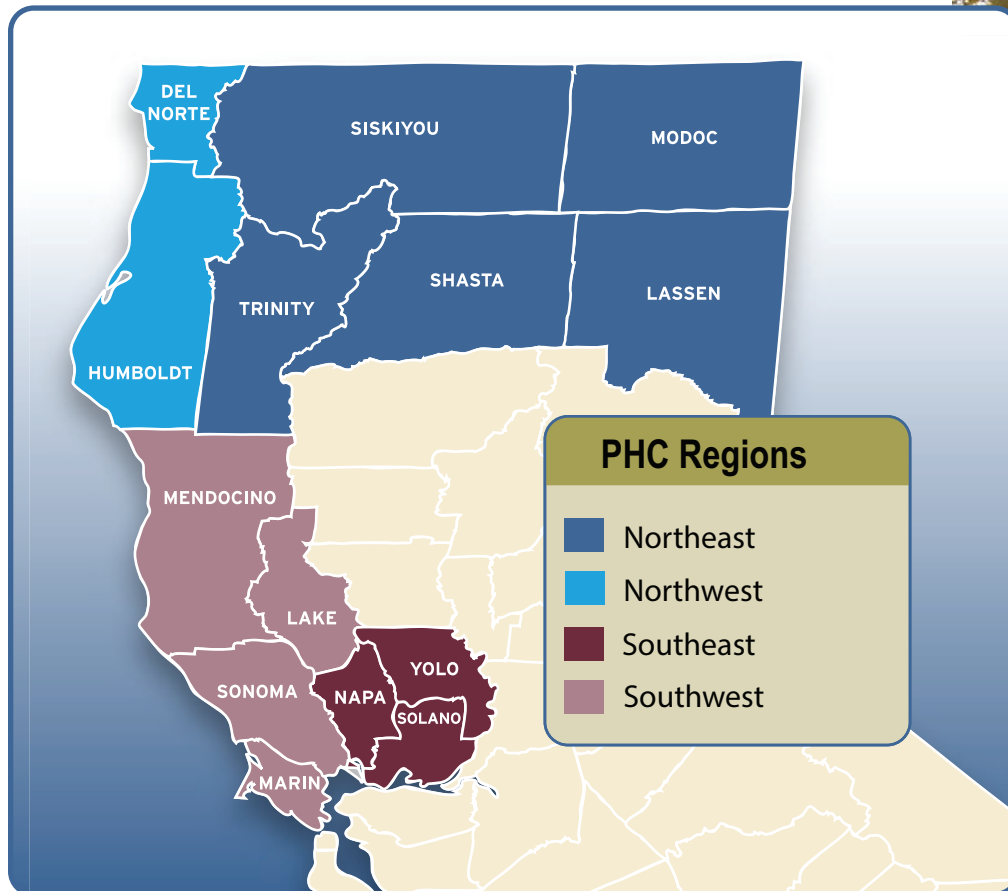 DEL
NORTE
SISKIYOU
MODOC
TRINITY
SHASTA
LASSEN
HUMBOLDT
MENDOCINO
LAKE
SONOMA
NAPA
YOLO
SOLANO
MARIN
PHC Regions
Northeast
Northwest
Southeast
Southwest